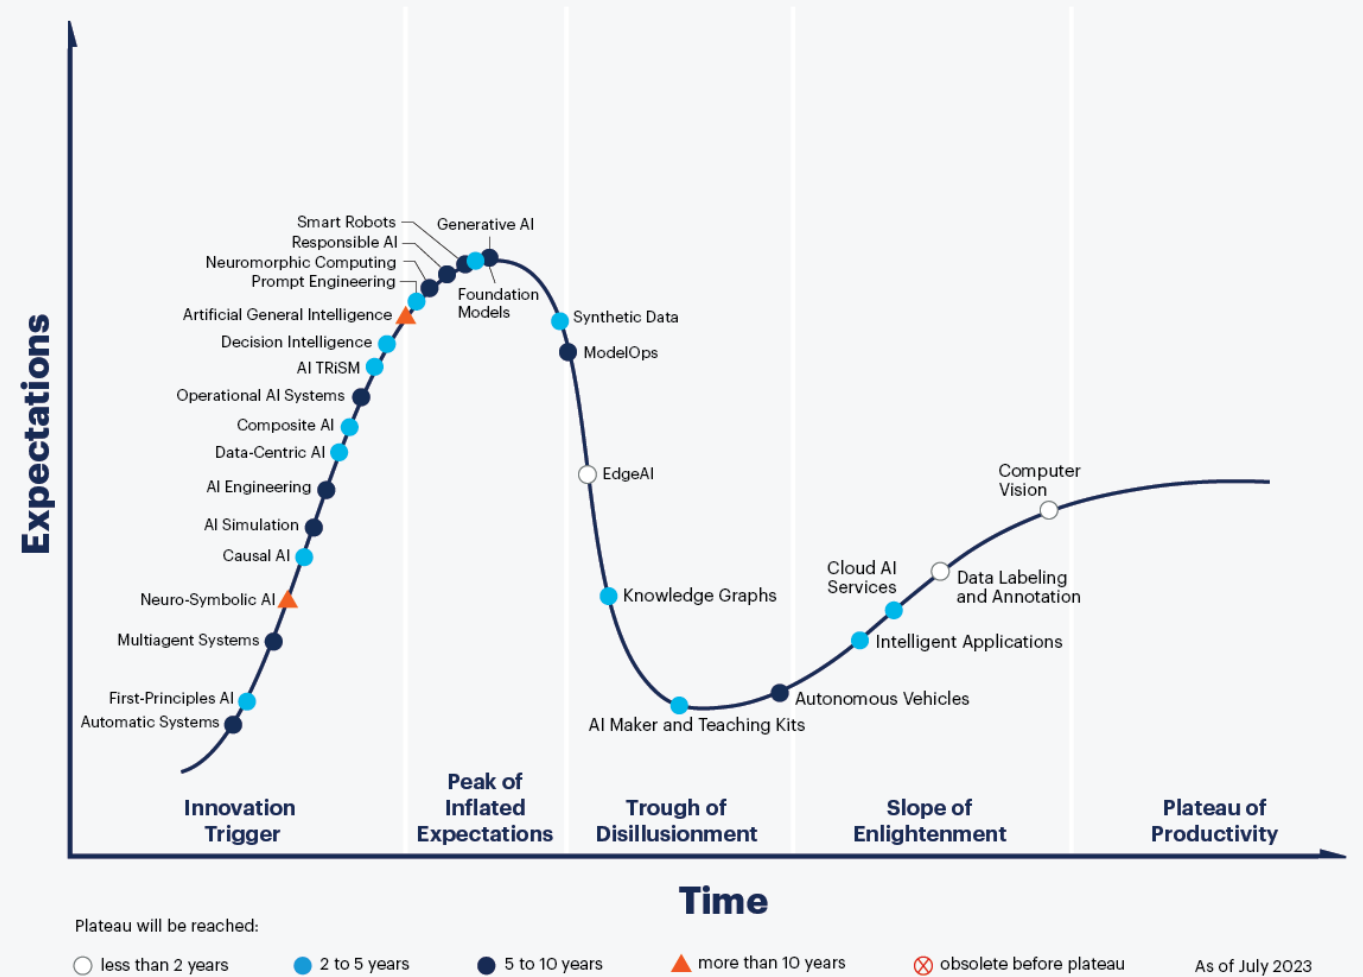 Expectations
Smart Robots
Generative AI
Responsible AI
Neuromorphic Computing
Prompt Engineering
Foundation
Models
Artificial General Intelligence
Synthetic Data
Decision Intelligence
ModelOps
AI TRiSM
Operational AI Systems
Composite AI
Data-Centric AI
EdgeAI
Computer
Vision
AI Engineering
AI Simulation
Causal AI
Cloud AI
Services
Data Labeling
and Annotation
Neuro-Symbolic AI
Knowledge Graphs
Multiagent Systems
Intelligent Applications
First-Principles AI
Autonomous Vehicles
Automatic Systems
AI Maker and Teaching Kits
Innovation
Trigger
Peak of
Inflated
Expectations
Trough of
Disillusionment
Slope of
Enlightenment
Plateau of
Productivity
Time
Plateau will be reached:
less than 2 years
2 to 5 years
5 to 10 years
more than 10 years
obsolete before plateau
As of July 2023